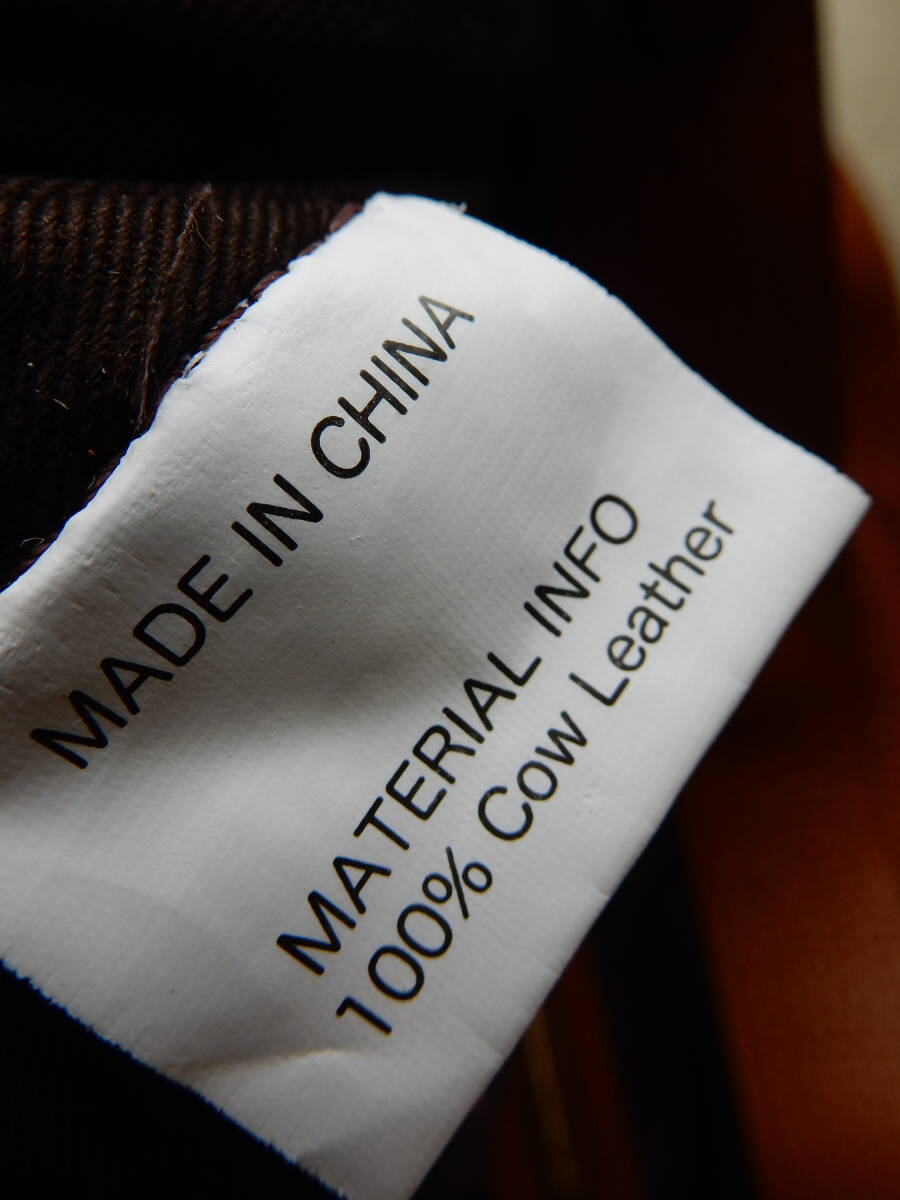 MADE IN CHINA
MATERIAL INFO
100% Cow Leather